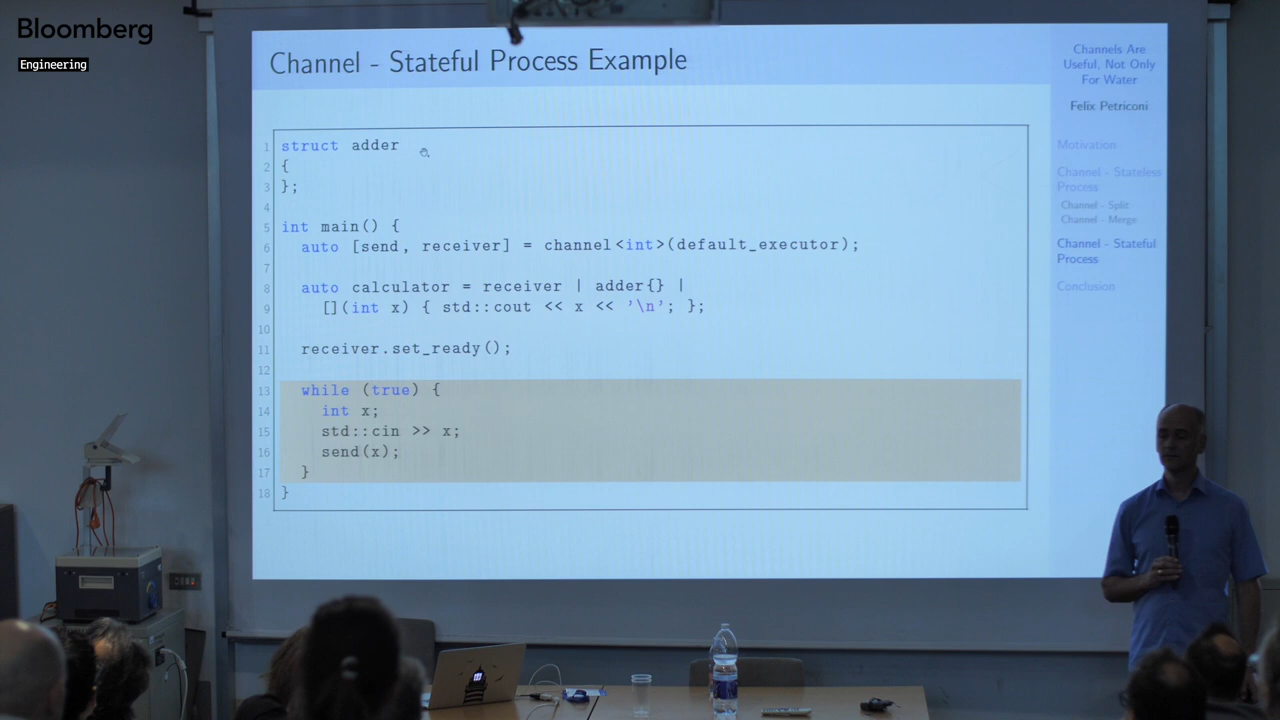 Bloomberg
Engineering
Channel - Stateful Process Example
1 struct adder
2 {
3 };
4
5 int main() {
6   auto [send, receiver] = channel<int>(default_executor);
7
8   auto calculator = receiver | adder{} |
9     [](int x) { std::cout << x << '\n'; };
10
11   receiver.set_ready();
12
13   while (true) {
14     int x;
15     std::cin >> x;
16     send(x);
17   }
18 }
Channels Are
Useful, Not Only
For Water
Felix Petriconi
Motivation
Channel - Stateless
Process
Channel - Split
Channel - Merge
Channel - Stateful
Process
Conclusion